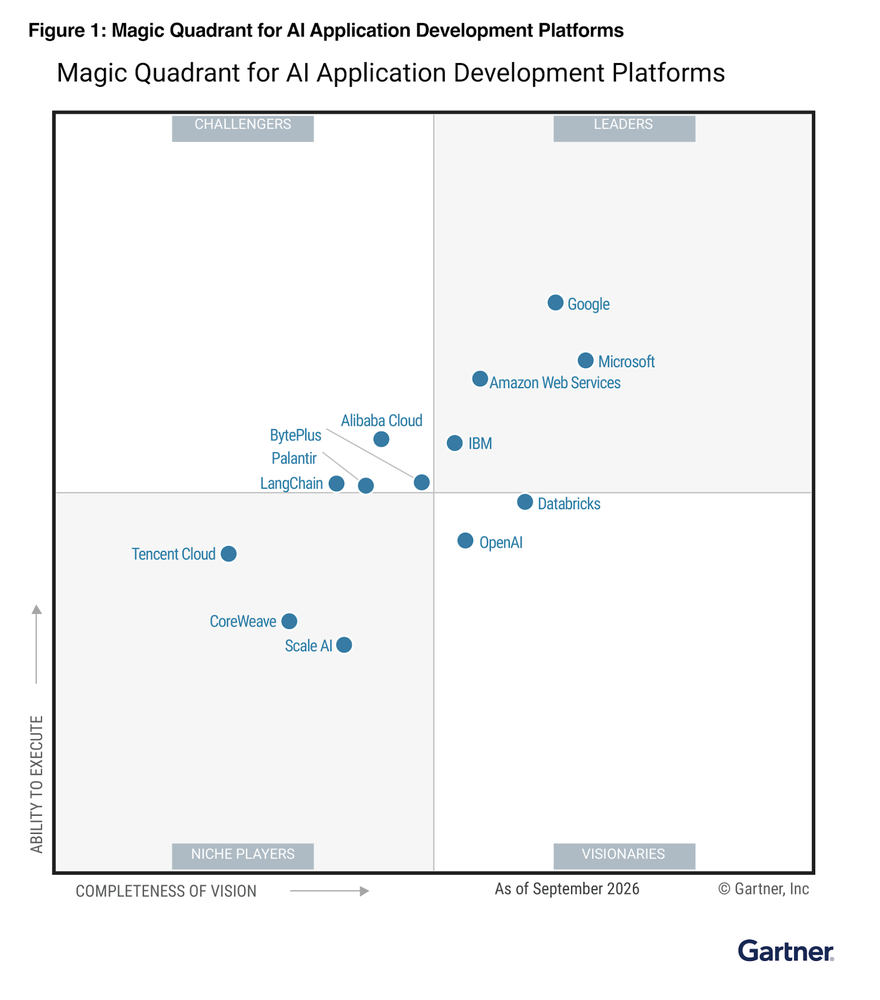 Figure 1: Magic Quadrant for AI Application Development Platforms
Magic Quadrant for AI Application Development Platforms
CHALLENGERS
LEADERS
Google
Microsoft
Amazon Web Services
Alibaba Cloud
BytePlus
IBM
Palantir
LangChain
Databricks
OpenAI
Tencent Cloud
CoreWeave
Scale AI
ABILITY TO EXECUTE
NICHE PLAYERS
VISIONARIES
COMPLETENESS OF VISION
As of September 2026
© Gartner, Inc
Gartner®